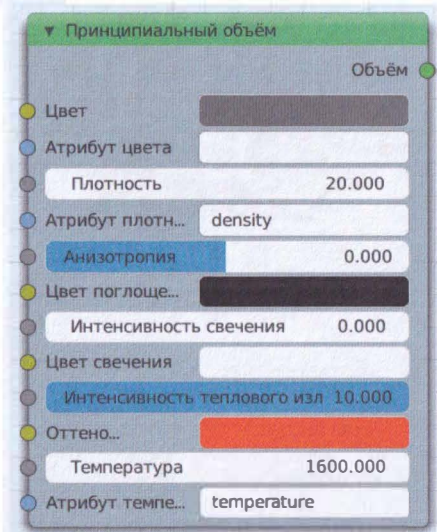 Принципиальный объём
Объём
Цвет
Атрибут цвета
Плотность 20.000
Атрибут плотн... density
Анизотропия 0.000
Цвет поглоще...
Интенсивность свечения 0.000
Цвет свечения
Интенсивность теплового изл 10.000
Оттено...
Температура 1600.000
Атрибут темпе... temperature